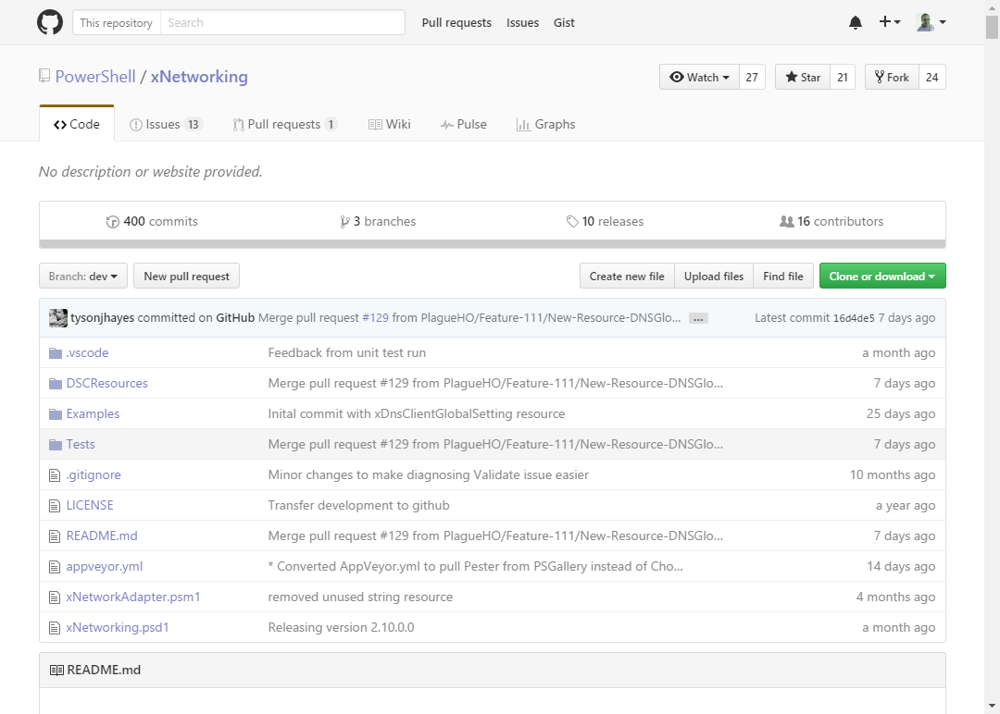 This repository Search Pull requests Issues Gist
PowerShell / xNetworking Watch 27 Star 21 Fork 24
Code Issues 13 Pull requests 1 Wiki Pulse Graphs
No description or website provided.
400 commits 3 branches 10 releases 16 contributors
Branch: dev New pull request Create new file Upload files Find file Clone or download
tysonjhayes committed on GitHub Merge pull request #129 from PlagueHO/Feature-111/New-Resource-DNSGlo... ... Latest commit 16d4de5 7 days ago
.vscode Feedback from unit test run a month ago
DSCResources Merge pull request #129 from PlagueHO/Feature-111/New-Resource-DNSGlo... 7 days ago
Examples Inital commit with xDnsClientGlobalSetting resource 25 days ago
Tests Merge pull request #129 from PlagueHO/Feature-111/New-Resource-DNSGlo... 7 days ago
.gitignore Minor changes to make diagnosing Validate issue easier 10 months ago
LICENSE Transfer development to github a year ago
README.md Merge pull request #129 from PlagueHO/Feature-111/New-Resource-DNSGlo... 7 days ago
appveyor.yml * Converted AppVeyor.yml to pull Pester from PSGallery instead of Cho... 14 days ago
xNetworkAdapter.psm1 removed unused string resource 4 months ago
xNetworking.psd1 Releasing version 2.10.0.0 a month ago
README.md